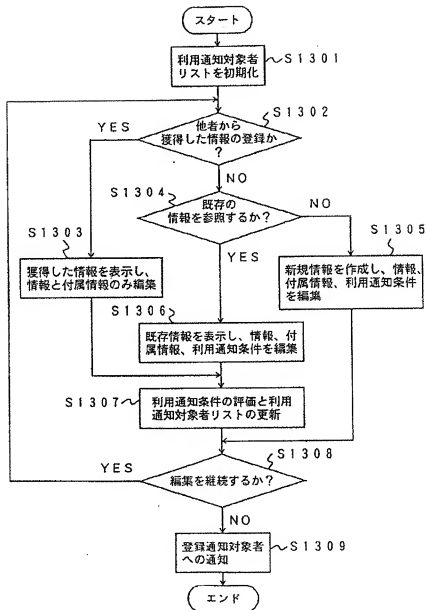 スタート
利用通知対象者
リストを初期化
S1301
S1302
YES
他者から
獲得した情報の登録か
?
NO
S1304
既存の
情報を参照するか?
NO
S1303
S1305
獲得した情報を表示し、
情報と付属情報のみ編集
YES
新規情報を作成し、情報、
付属情報、利用通知条件
を編集
S1306
既存情報を表示し、情報、付
属情報、利用通知条件を編集
S1307
利用通知条件の評価と利用
通知対象者リストの更新
YES
S1308
編集を継続するか?
NO
登録通知対象者
への通知
S1309
エンド